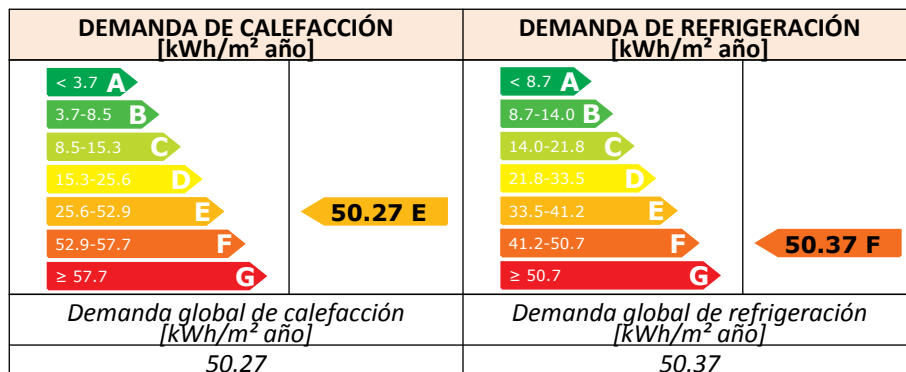 DEMANDA DE CALEFACCIÓN
[kWh/m² año]
< 3.7 A
3.7-8.5 B
8.5-15.3 C
15.3-25.6 D
25.6-52.9 E
52.9-57.7 F
≥ 57.7 G
50.27 E
Demanda global de calefacción
[kWh/m² año]
50.27
DEMANDA DE REFRIGERACIÓN
[kWh/m² año]
< 8.7 A
8.7-14.0 B
14.0-21.8 C
21.8-33.5 D
33.5-41.2 E
41.2-50.7 F
≥ 50.7 G
50.37 F
Demanda global de refrigeración
[kWh/m² año]
50.37